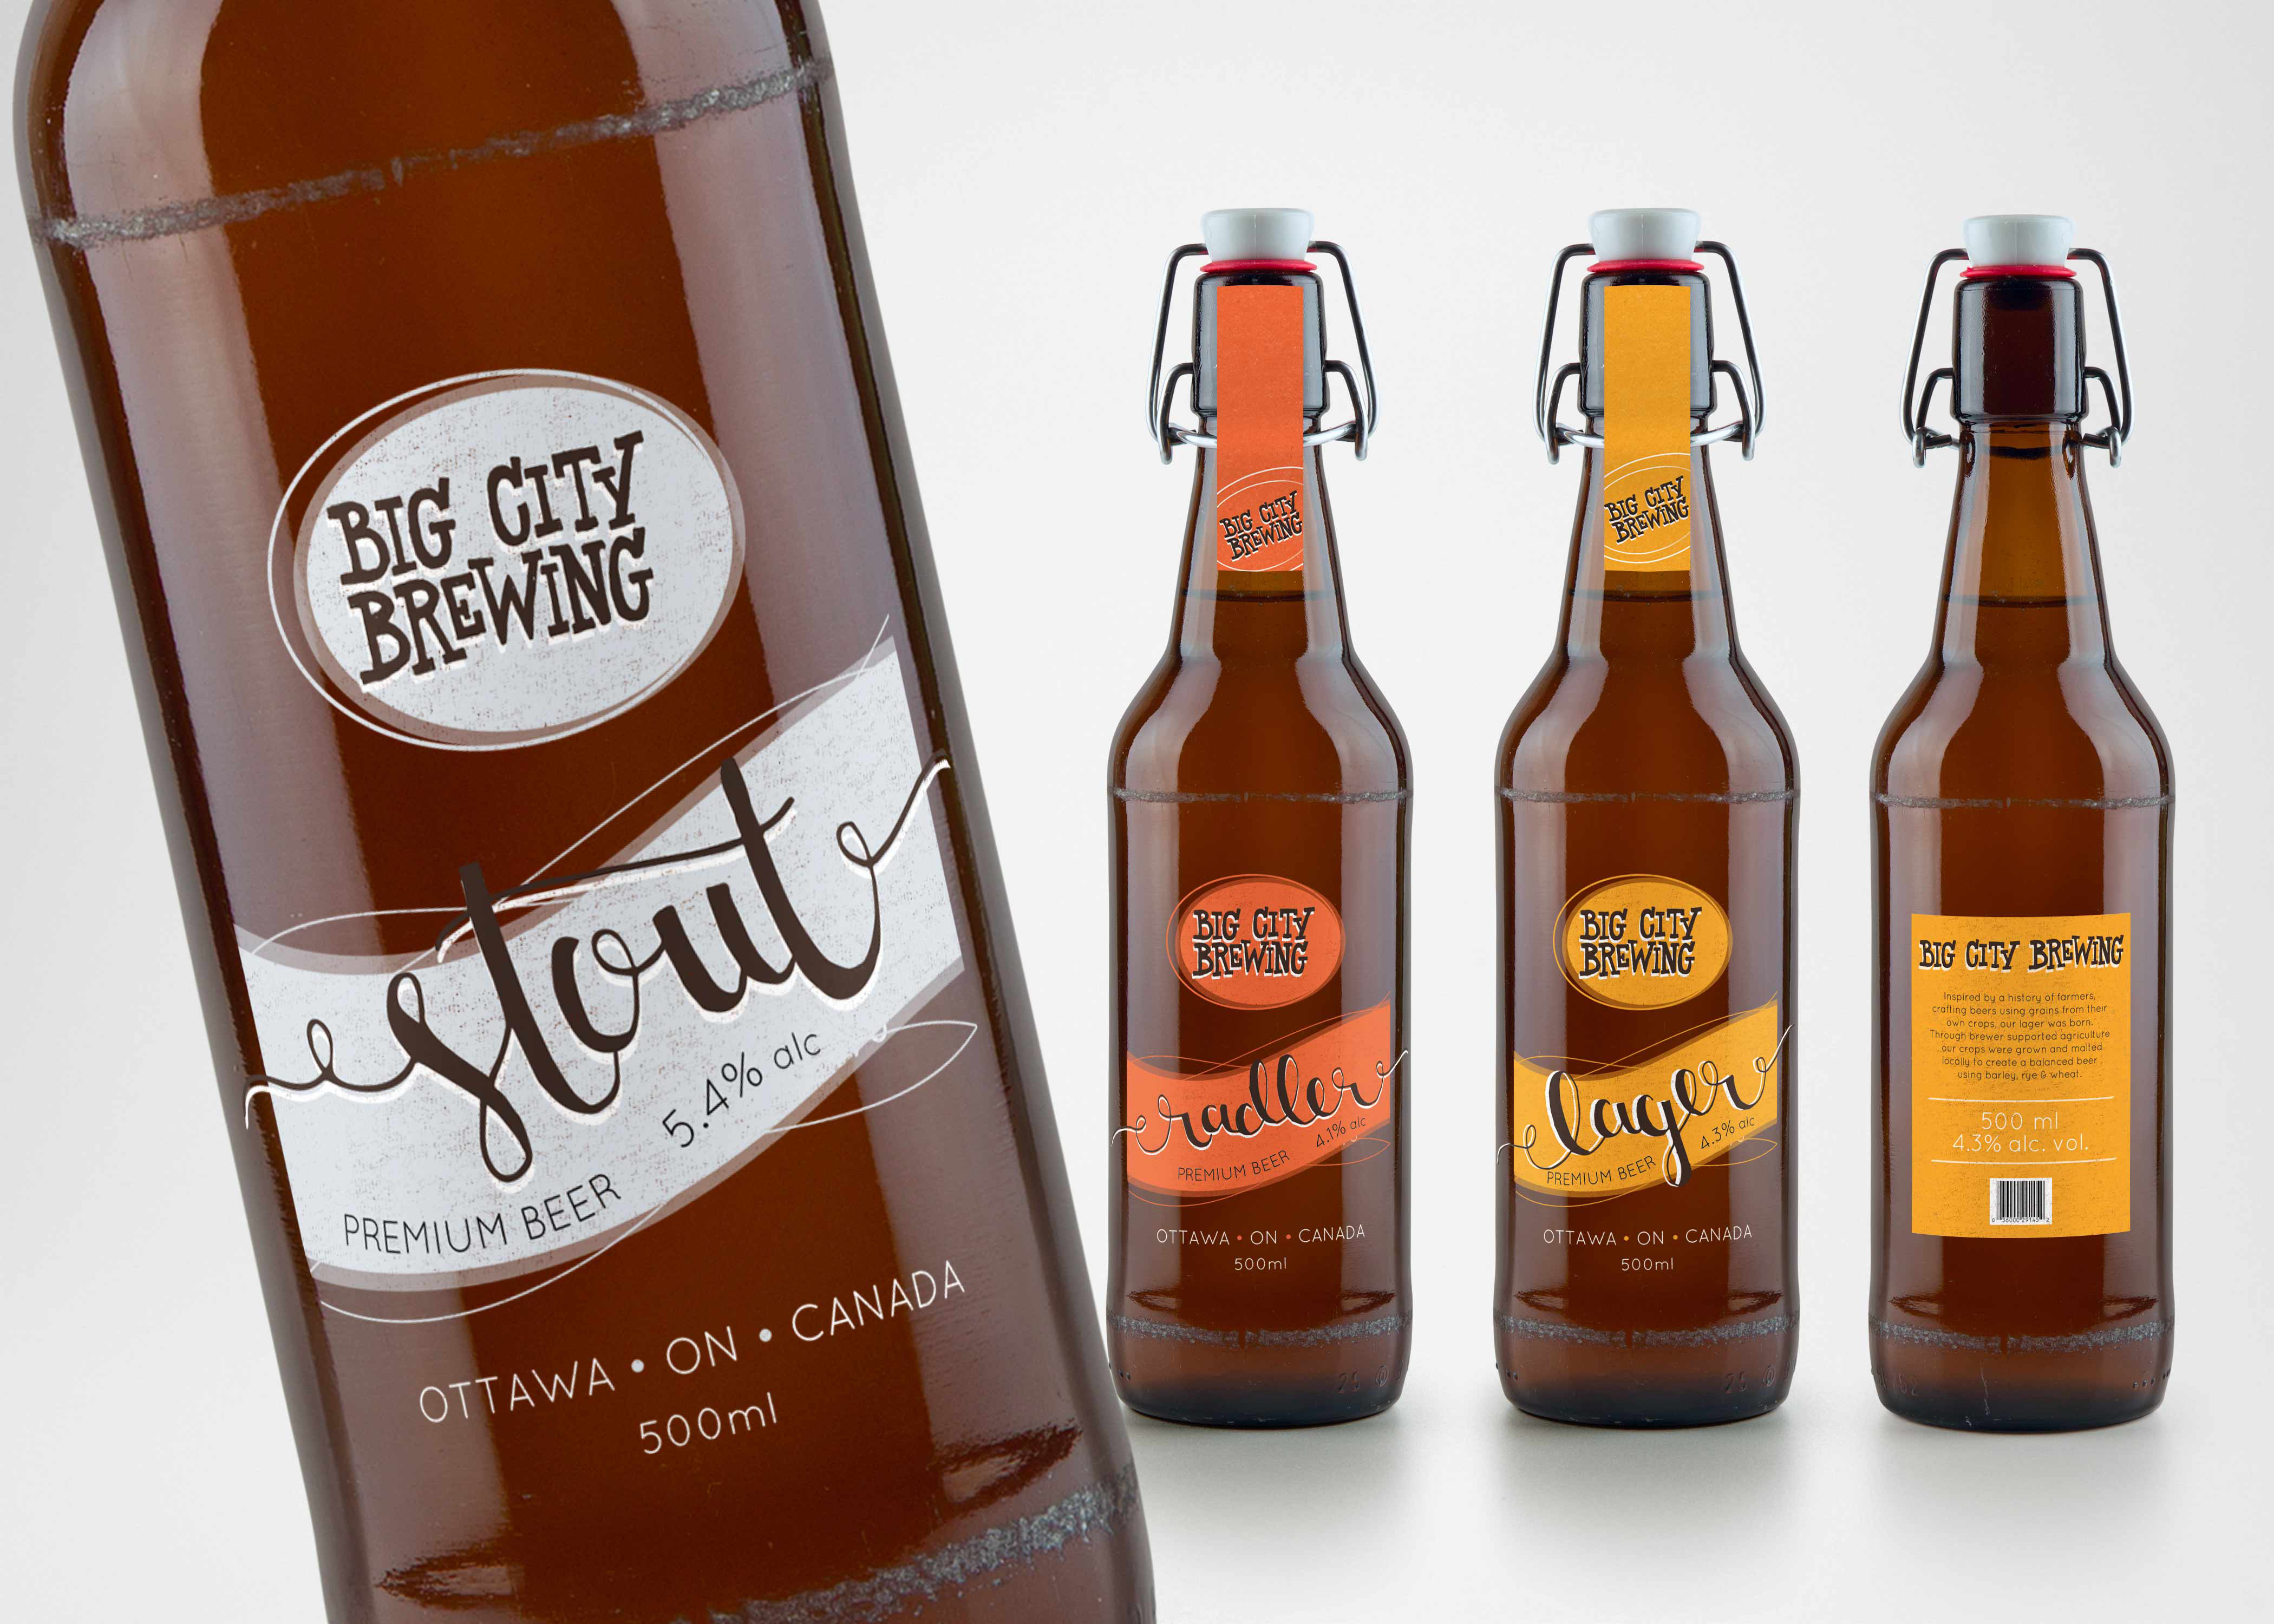 BIG CITY
BREWING
stout
5.4% alc
PREMIUM BEER
OTTAWA • ON • CANADA
500ml
BIG CITY
BREWING
BIG CITY
BREWING
radler
4.1% alc
PREMIUM BEER
OTTAWA • ON • CANADA
500ml
BIG CITY
BREWING
BIG CITY
BREWING
lager
4.3% alc
PREMIUM BEER
OTTAWA • ON • CANADA
500ml
BIG CITY BREWING
Inspired by a history of farmers,
crafting beers using grains from their
own crops, our lager was born.
Through brewer supported agriculture
our crops were grown and malted
locally to create a balanced beer
using barley, rye & wheat.
500 ml
4.3% alc. vol.